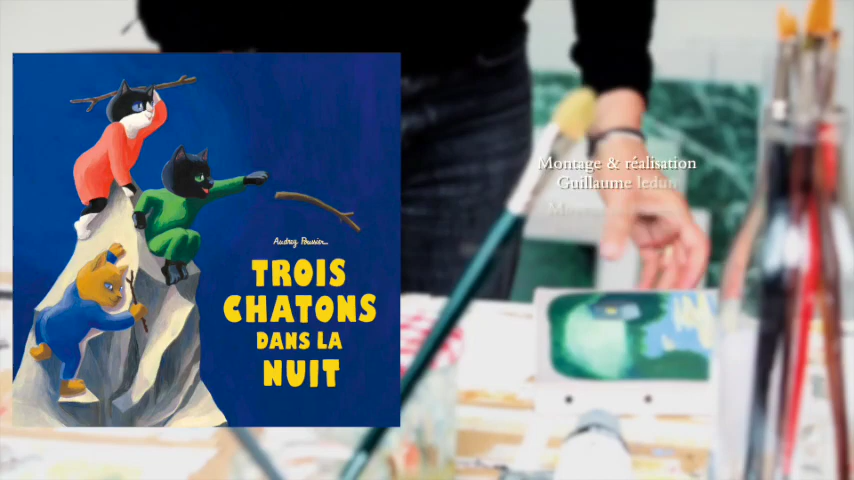 Audrey Poussier
TROIS
CHATONS
DANS LA
NUIT
Montage & réalisation
Guillaume ledun